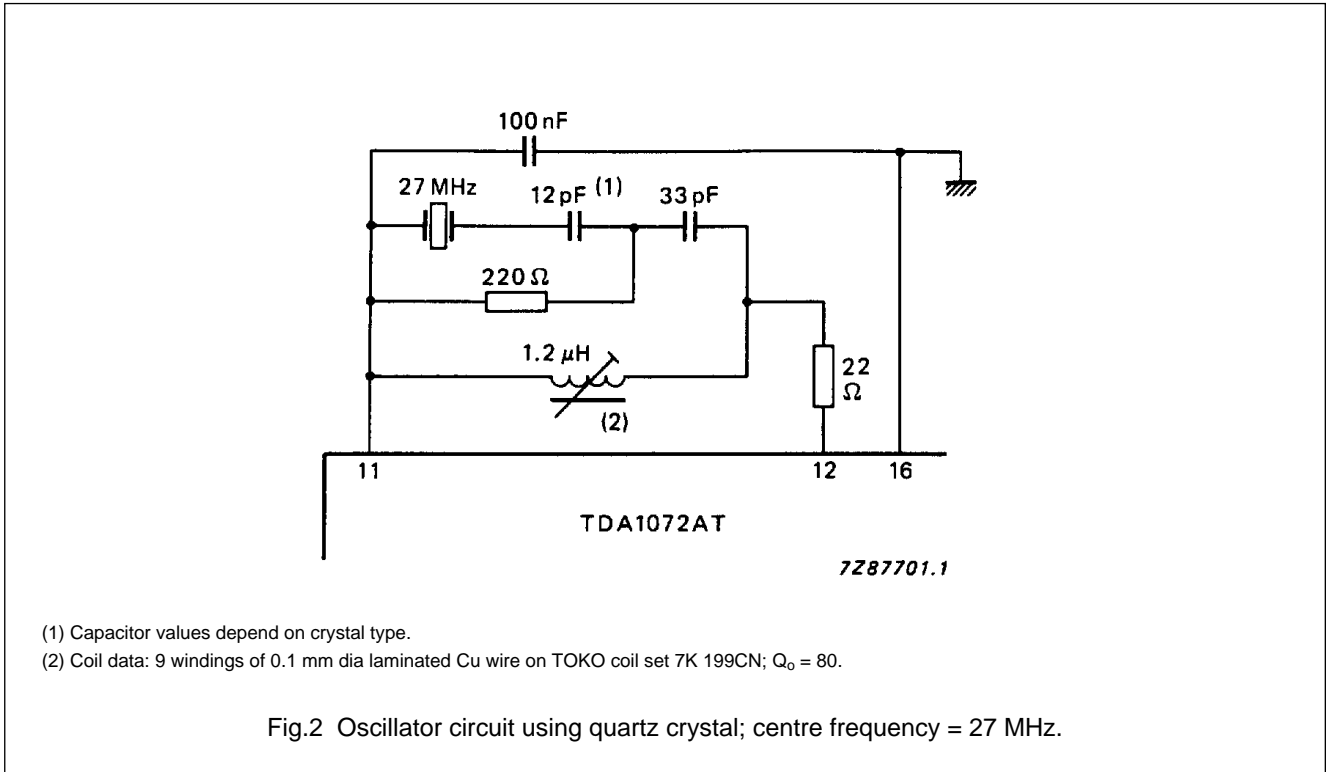 100 nF
27 MHz
12 pF (1)
33 pF
220 Ω
1.2 μH
(2)
22
Ω
11
12
16
TDA1072AT
7Z87701.1
(1) Capacitor values depend on crystal type.
(2) Coil data: 9 windings of 0.1 mm dia laminated Cu wire on TOKO coil set 7K 199CN; Qo = 80.
Fig.2 Oscillator circuit using quartz crystal; centre frequency = 27 MHz.